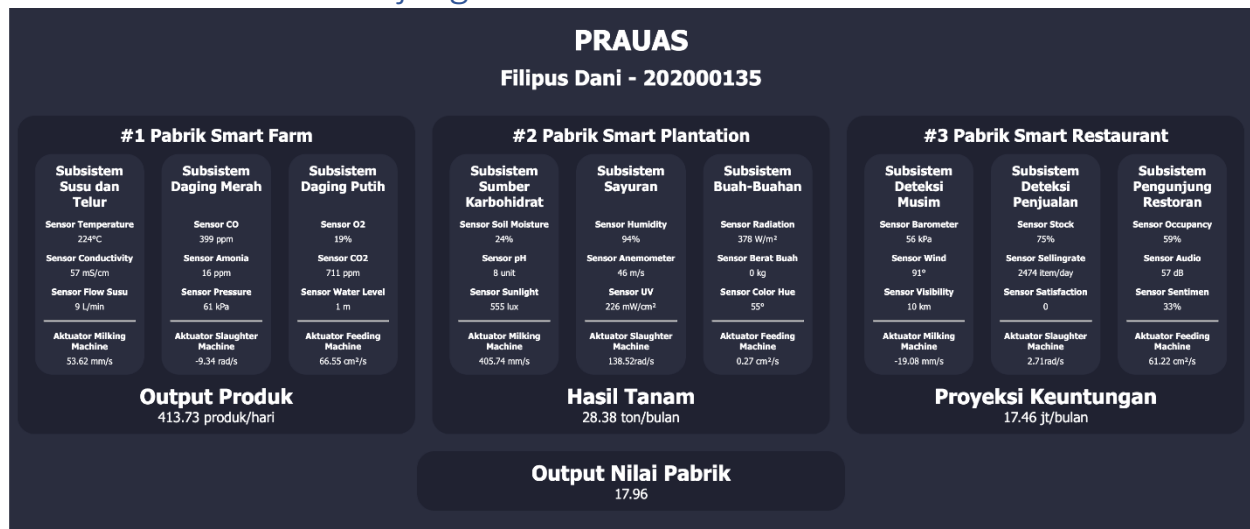 PRAUAS
Filipus Dani - 202000135
#1 Pabrik Smart Farm
Subsistem
Susu dan
Telur
Sensor Temperature
224°C
Sensor Conductivity
57 mS/cm
Sensor Flow Susu
9 L/min
Aktuator Milking
Machine
53.62 mm/s
Subsistem
Daging Merah
Sensor CO
399 ppm
Sensor Amonia
16 ppm
Sensor Pressure
61 kPa
Aktuator Slaughter
Machine
-9.34 rad/s
Subsistem
Daging Putih
Sensor O2
19%
Sensor CO2
711 ppm
Sensor Water Level
1 m
Aktuator Feeding
Machine
66.55 cm²/s
Output Produk
413.73 produk/hari
#2 Pabrik Smart Plantation
Subsistem
Sumber
Karbohidrat
Sensor Soil Moisture
24%
Sensor pH
8 unit
Sensor Sunlight
555 lux
Aktuator Milking
Machine
405.74 mm/s
Subsistem
Sayuran
Sensor Humidity
94%
Sensor Anemometer
46 m/s
Sensor UV
226 mW/cm²
Aktuator Slaughter
Machine
138.52rad/s
Subsistem
Buah-Buahan
Sensor Radiation
378 W/m²
Sensor Berat Buah
0 kg
Sensor Color Hue
55°
Aktuator Feeding
Machine
0.27 cm²/s
Hasil Tanam
28.38 ton/bulan
#3 Pabrik Smart Restaurant
Subsistem
Deteksi
Musim
Sensor Barometer
56 kPa
Sensor Wind
91°
Sensor Visibility
10 km
Aktuator Milking
Machine
-19.08 mm/s
Subsistem
Deteksi
Penjualan
Sensor Stock
75%
Sensor Sellingrate
2474 item/day
Sensor Satisfaction
0
Aktuator Slaughter
Machine
2.71rad/s
Subsistem
Pengunjung
Restoran
Sensor Occupancy
59%
Sensor Audio
57 dB
Sensor Sentimen
33%
Aktuator Feeding
Machine
61.22 cm²/s
Proyeksi Keuntungan
17.46 jt/bulan
Output Nilai Pabrik
17.96